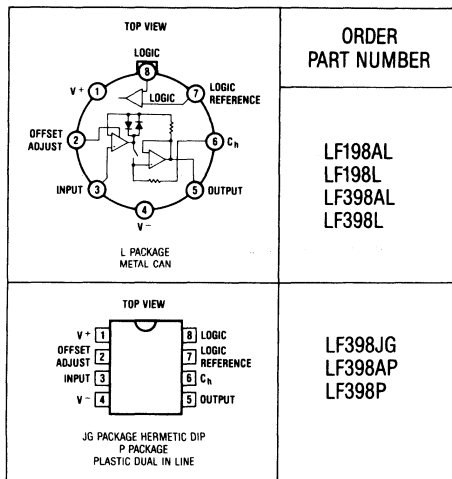 TOP VIEW
LOGIC
8
V+ 1
7 LOGIC
REFERENCE
LOGIC
OFFSET
ADJUST 2
6 Ch
INPUT 3
5 OUTPUT
4
V−
L PACKAGE
METAL CAN
ORDER
PART NUMBER
LF198AL
LF198L
LF398AL
LF398L
TOP VIEW
V+ 1
8 LOGIC
OFFSET
ADJUST 2
7 LOGIC
REFERENCE
INPUT 3
6 Ch
V− 4
5 OUTPUT
JG PACKAGE HERMETIC DIP
P PACKAGE
PLASTIC DUAL IN LINE
LF398JG
LF398AP
LF398P